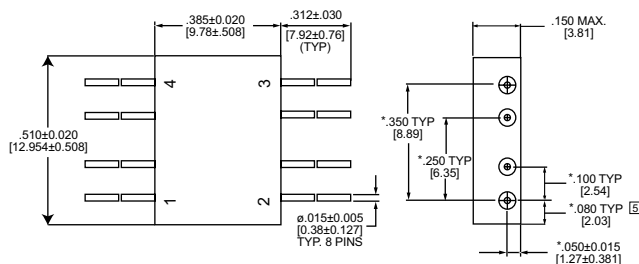 .385±0.020
[9.78±.508]
.312±.030
[7.92±0.76]
(TYP)
.150 MAX.
[3.81]
4
3
.510±0.020
[12.954±0.508]
*.350 TYP
[8.89]
*.250 TYP
[6.35]
*.100 TYP
[2.54]
1
2
ø.015±0.005
[0.38±0.127]
TYP. 8 PINS
*.080 TYP 5
[2.03]
*.050±0.015
[1.27±0.381]